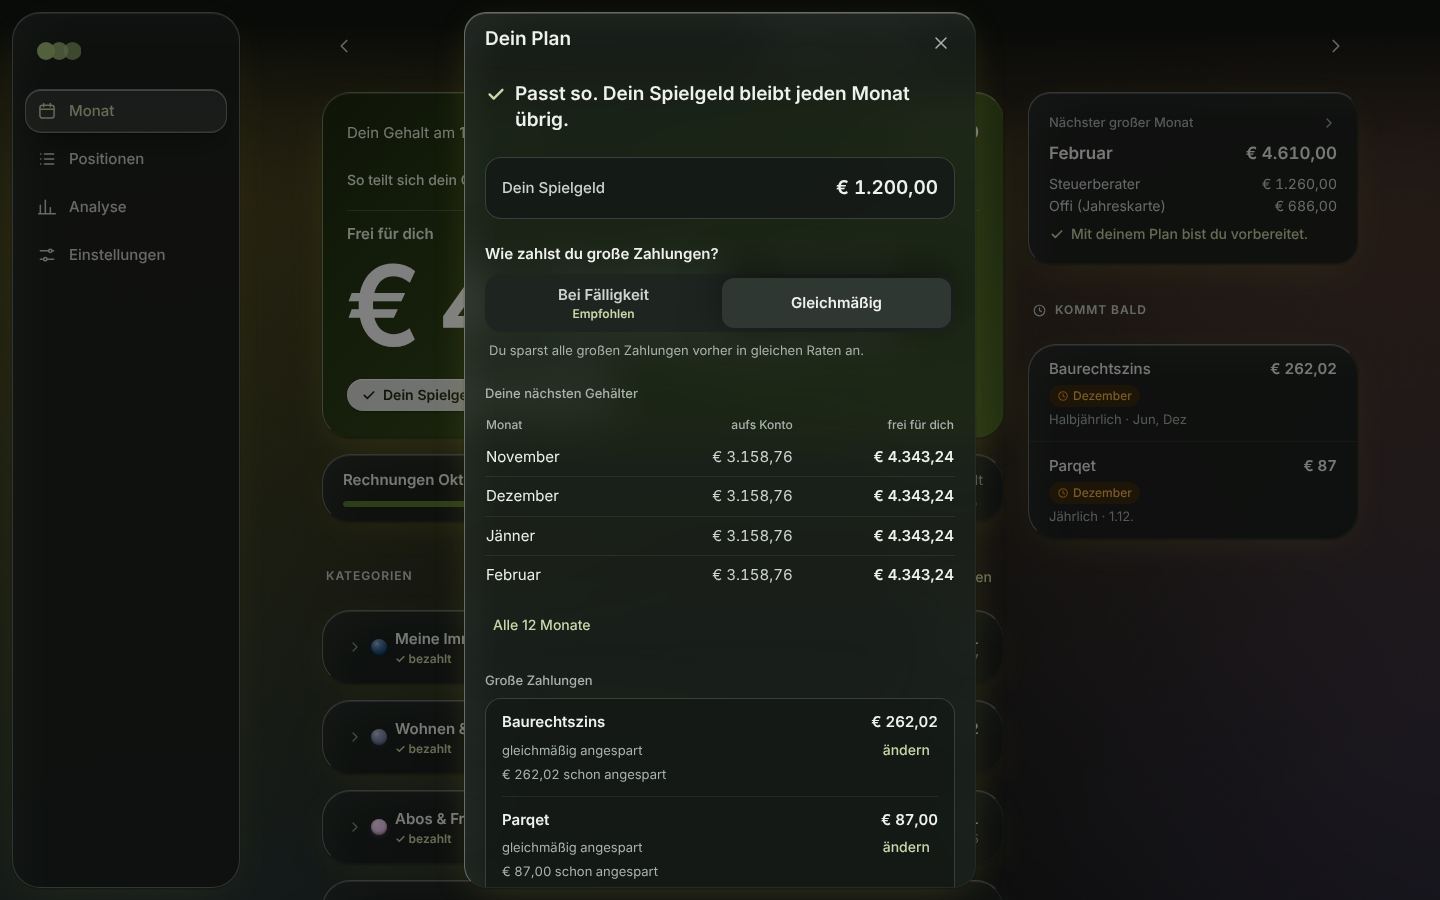 Monat
Positionen
Analyse
Einstellungen
Dein Gehalt am 1
So teilt sich dein
Frei für dich
€ 4
Dein Spielge
Rechnungen Okt
KATEGORIEN
Meine Im
bezahlt
Wohnen &
bezahlt
Abos & Fr
bezahlt
Dein Plan
Passt so. Dein Spielgeld bleibt jeden Monat
übrig.
Dein Spielgeld € 1.200,00
Wie zahlst du große Zahlungen?
Bei Fälligkeit
Empfohlen
Gleichmäßig
Du sparst alle großen Zahlungen vorher in gleichen Raten an.
Deine nächsten Gehälter
Monat aufs Konto frei für dich
November € 3.158,76 € 4.343,24
Dezember € 3.158,76 € 4.343,24
Jänner € 3.158,76 € 4.343,24
Februar € 3.158,76 € 4.343,24
Alle 12 Monate
Große Zahlungen
Baurechtszins € 262,02
gleichmäßig angespart ändern
€ 262,02 schon angespart
Parqet € 87,00
gleichmäßig angespart ändern
€ 87,00 schon angespart
lt
en
Nächster großer Monat
Februar € 4.610,00
Steuerberater € 1.260,00
Offi (Jahreskarte) € 686,00
Mit deinem Plan bist du vorbereitet.
KOMMT BALD
Baurechtszins € 262,02
Dezember
Halbjährlich · Jun, Dez
Parqet € 87
Dezember
Jährlich · 1.12.